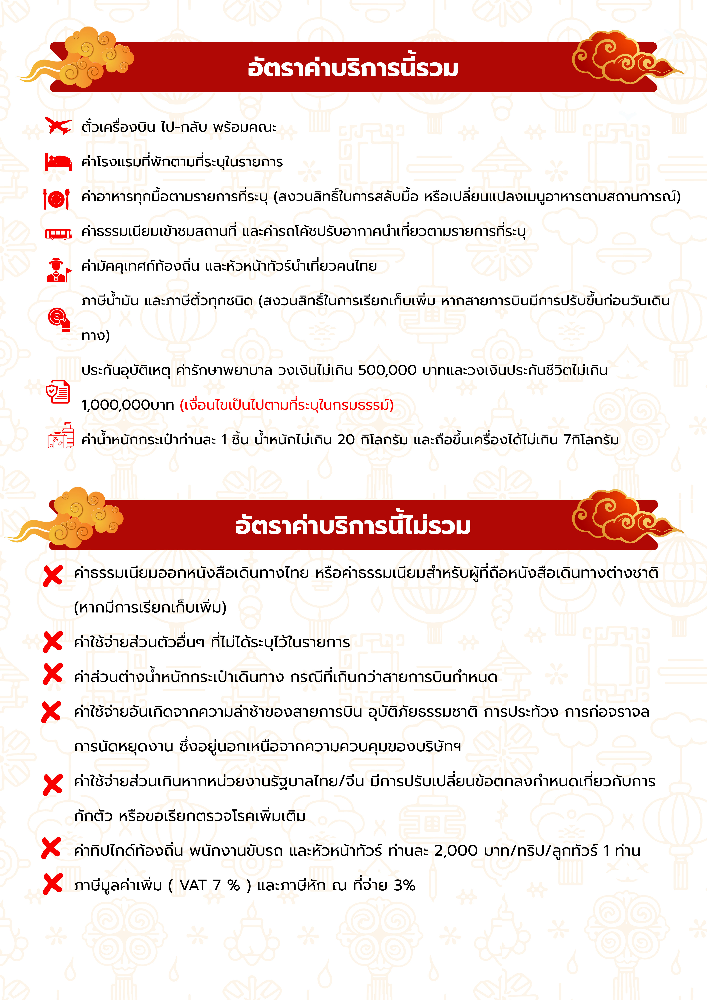 อัตราค่าบริการนี้รวม
ตั๋วเครื่องบิน ไป-กลับ พร้อมคณะ
ค่าโรงแรมที่พักตามที่ระบุในรายการ
ค่าอาหารทุกมื้อตามรายการที่ระบุ (สงวนสิทธิ์ในการสลับมื้อ หรือเปลี่ยนแปลงเมนูอาหารตามสถานการณ์)
ค่าธรรมเนียมเข้าชมสถานที่ และค่ารถโค้ชปรับอากาศนำเที่ยวตามรายการที่ระบุ
ค่ามัคคุเทศก์ท้องถิ่น และหัวหน้าทัวร์นำเที่ยวคนไทย
ภาษีน้ำมัน และภาษีตั๋วทุกชนิด (สงวนสิทธิ์ในการเรียกเก็บเพิ่ม หากสายการบินมีการปรับขึ้นก่อนวันเดิน
ทาง)
ประกันอุบัติเหตุ ค่ารักษาพยาบาล วงเงินไม่เกิน 500,000 บาทและวงเงินประกันชีวิตไม่เกิน
1,000,000บาท (เงื่อนไขเป็นไปตามที่ระบุในกรมธรรม์)
ค่าน้ำหนักกระเป๋าท่านละ 1 ชิ้น น้ำหนักไม่เกิน 20 กิโลกรัม และถือขึ้นเครื่องได้ไม่เกิน 7กิโลกรัม
อัตราค่าบริการนี้ไม่รวม
ค่าธรรมเนียมออกหนังสือเดินทางไทย หรือค่าธรรมเนียมสำหรับผู้ที่ถือหนังสือเดินทางต่างชาติ
(หากมีการเรียกเก็บเพิ่ม)
ค่าใช้จ่ายส่วนตัวอื่นๆ ที่ไม่ได้ระบุไว้ในรายการ
ค่าส่วนต่างน้ำหนักกระเป๋าเดินทาง กรณีที่เกินกว่าสายการบินกำหนด
ค่าใช้จ่ายอันเกิดจากความล่าช้าของสายการบิน อุบัติภัยธรรมชาติ การประท้วง การก่อจราจล
การนัดหยุดงาน ซึ่งอยู่นอกเหนือจากความควบคุมของบริษัทฯ
ค่าใช้จ่ายส่วนเกินหากหน่วยงานรัฐบาลไทย/จีน มีการปรับเปลี่ยนข้อตกลงกำหนดเกี่ยวกับการ
กักตัว หรือขอเรียกตรวจโรคเพิ่มเติม
ค่าทิปไกด์ท้องถิ่น พนักงานขับรถ และหัวหน้าทัวร์ ท่านละ 2,000 บาท/ทริป/ลูกทัวร์ 1 ท่าน
ภาษีมูลค่าเพิ่ม ( VAT 7 % ) และภาษีหัก ณ ที่จ่าย 3%